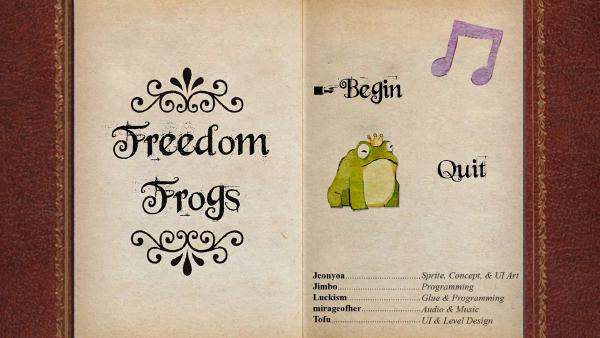 Freedom
Frogs
Begin
Quit
Jeonyoa..............................Sprite, Concept, & UI Art
Jimbo..............................Programming
Luckism..............................Glue & Programming
mirageofher..............................Audio & Music
Tofu..............................UI & Level Design